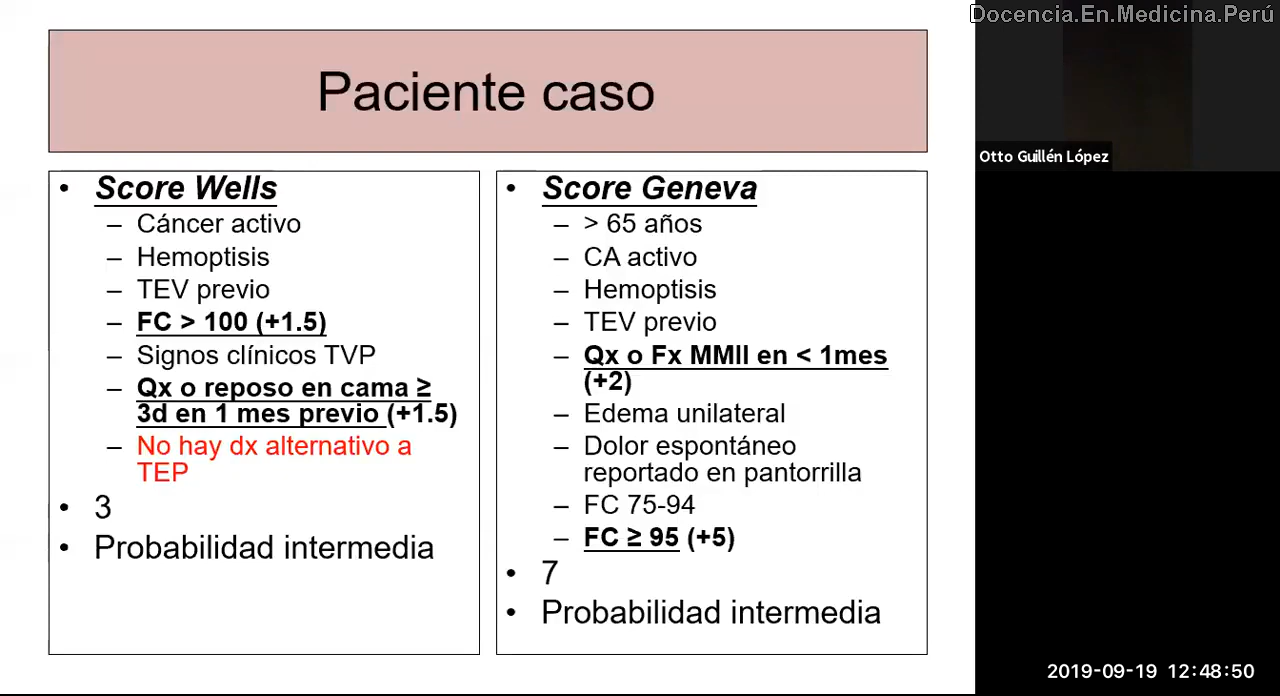 Docencia.En.Medicina.Perú
Paciente caso
• Score Wells
– Cáncer activo
– Hemoptisis
– TEV previo
– FC > 100 (+1.5)
– Signos clínicos TVP
– Qx o reposo en cama ≥
3d en 1 mes previo (+1.5)
– No hay dx alternativo a
TEP
• 3
• Probabilidad intermedia
• Score Geneva
– > 65 años
– CA activo
– Hemoptisis
– TEV previo
– Qx o Fx MMII en < 1mes
(+2)
– Edema unilateral
– Dolor espontáneo
reportado en pantorrilla
– FC 75-94
– FC ≥ 95 (+5)
• 7
• Probabilidad intermedia
Otto Guillén López
2019-09-19 12:48:50